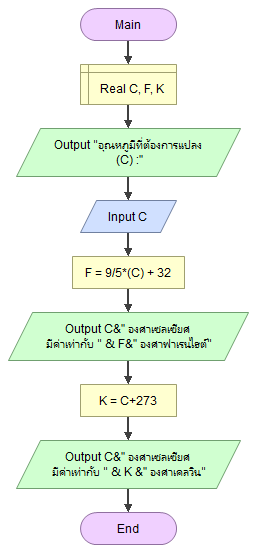 Main
Real C, F, K
Output "อุณหภูมิที่ต้องการแปลง
(C) :"
Input C
F = 9/5*(C) + 32
Output C&" องศาเซลเซียส
มีค่าเท่ากับ " & F&" องศาฟาเรนไฮต์"
K = C+273
Output C&" องศาเซลเซียส
มีค่าเท่ากับ " & K &" องศาเคลวิน"
End